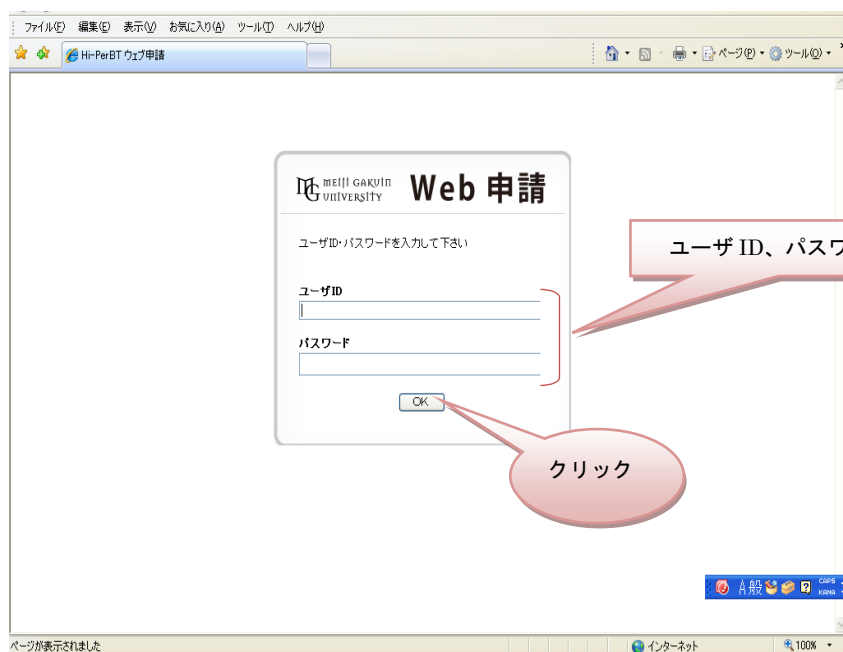 ファイル(F) 編集(E) 表示(V) お気に入り(A) ツール(T) ヘルプ(H)
Hi-PerBT ウェブ申請
ページ(P) ツール(O)
MEIJI GAKUIN
UNIVERSITY
Web 申請
ユーザID・パスワードを入力して下さい
ユーザ ID、パスワ
ユーザID
パスワード
OK
クリック
A 般 CAPS
KANA
ページが表示されました インターネット 100%